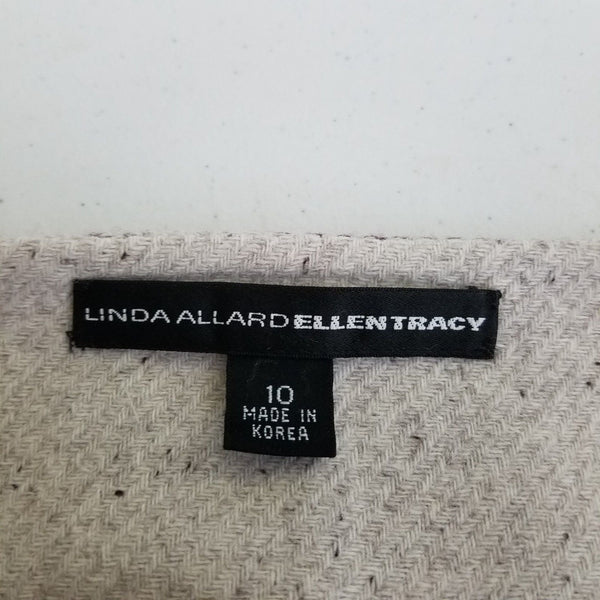 LINDA ALLARD ELLEN TRACY
10
MADE IN
KOREA